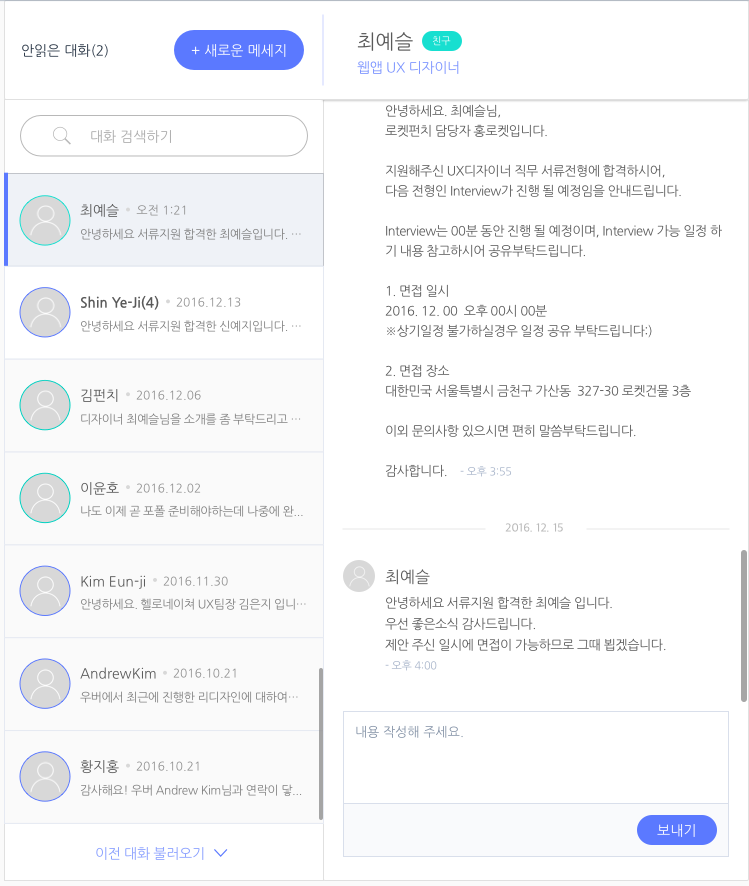 안읽은 대화(2)
+ 새로운 메세지
대화 검색하기
최예슬 • 오전 1:21
안녕하세요 서류지원 합격한 최예슬입니다. …
Shin Ye-Ji(4) • 2016.12.13
안녕하세요 서류지원 합격한 신예지입니다. …
김펀치 • 2016.12.06
디자이너 최예슬님을 소개를 좀 부탁드리고 …
이윤호 • 2016.12.02
나도 이제 곧 포폴 준비해야하는데 나중에 완...
Kim Eun-ji • 2016.11.30
안녕하세요. 헬로네이쳐 UX팀장 김은지 입니…
AndrewKim • 2016.10.21
우버에서 최근에 진행한 리디자인에 대하여…
황지홍 • 2016.10.21
감사해요! 우버 Andrew Kim님과 연락이 닿...
이전 대화 불러오기
최예슬 친구
웹앱 UX 디자이너
안녕하세요. 최예슬님,
로켓펀치 담당자 홍로켓입니다.
지원해주신 UX디자이너 직무 서류전형에 합격하시어,
다음 전형인 Interview가 진행 될 예정임을 안내드립니다.
Interview는 00분 동안 진행 될 예정이며, Interview 가능 일정 하
기 내용 참고하시어 공유부탁드립니다.
1. 면접 일시
2016. 12. 00 오후 00시 00분
※상기일정 불가하실경우 일정 공유 부탁드립니다:)
2. 면접 장소
대한민국 서울특별시 금천구 가산동 327-30 로켓건물 3층
이외 문의사항 있으시면 편히 말씀부탁드립니다.
감사합니다. - 오후 3:55
2016. 12. 15
최예슬
안녕하세요 서류지원 합격한 최예슬 입니다.
우선 좋은소식 감사드립니다.
제안 주신 일시에 면접이 가능하므로 그때 뵙겠습니다.
- 오후 4:00
내용 작성해 주세요.
보내기